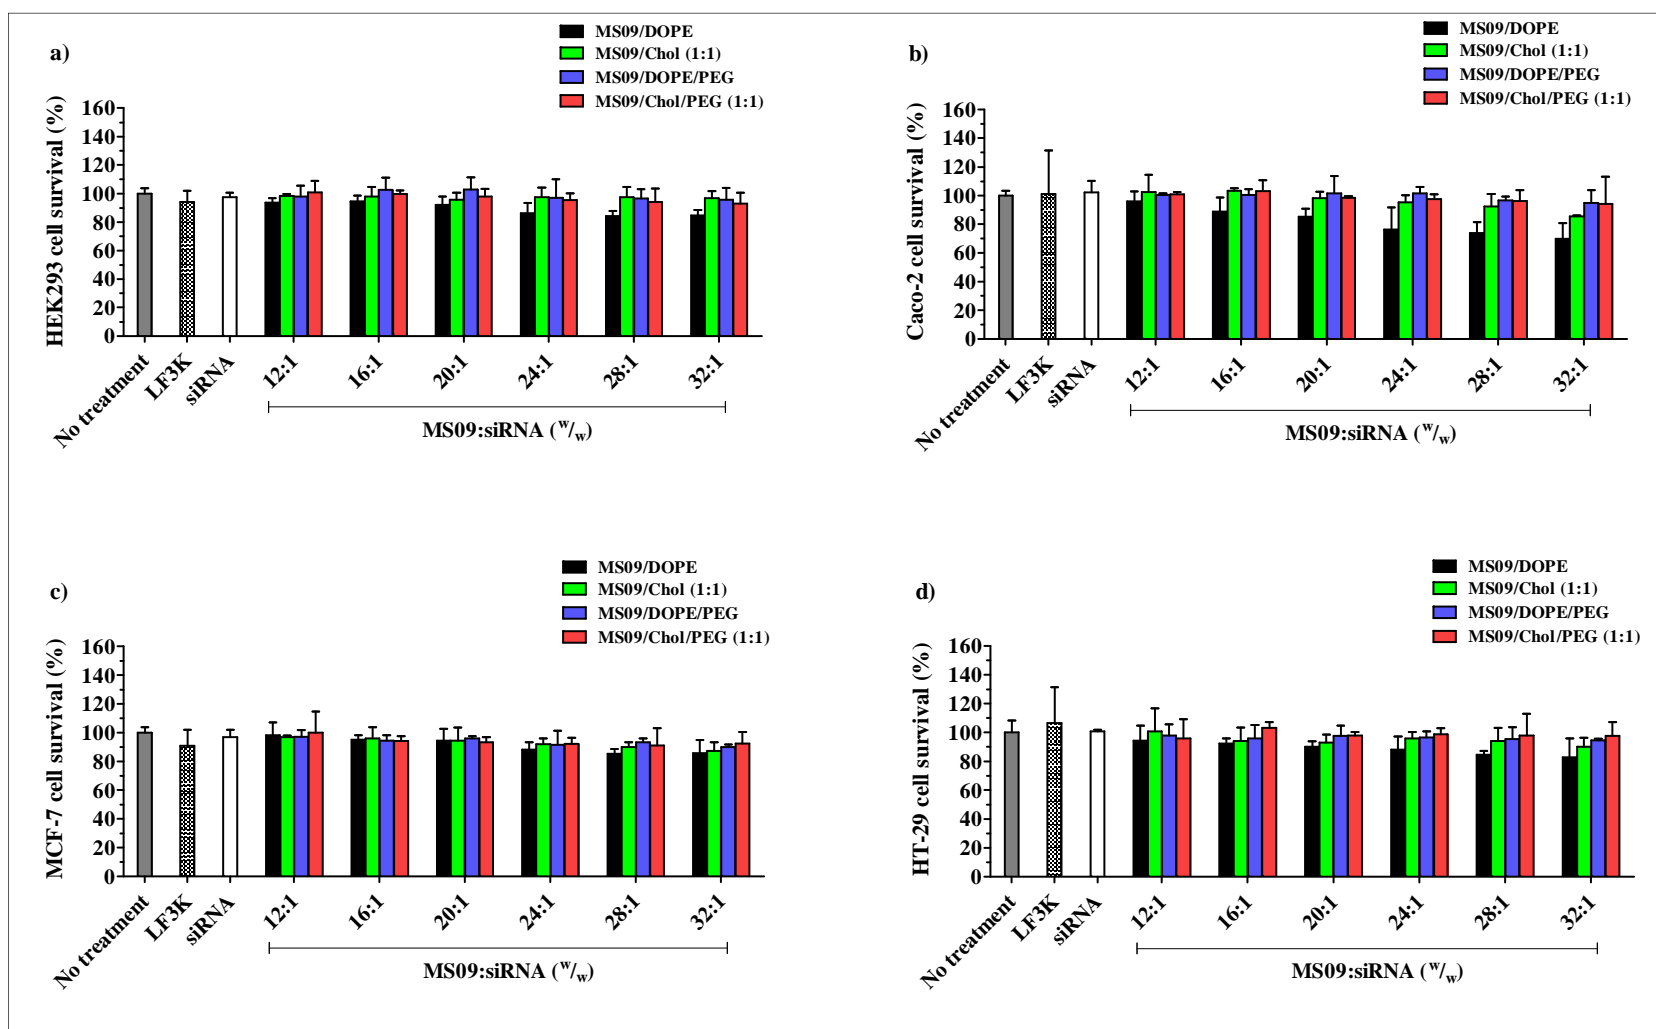 a)
MS09/DOPE
MS09/Chol (1:1)
MS09/DOPE/PEG
MS09/Chol/PEG (1:1)
HEK293 cell survival (%)
160
140
120
100
80
60
40
20
0
No treatment
LF3K
siRNA
12:1
16:1
20:1
24:1
28:1
32:1
MS09:siRNA (w/w)
b)
MS09/DOPE
MS09/Chol (1:1)
MS09/DOPE/PEG
MS09/Chol/PEG (1:1)
Caco-2 cell survival (%)
160
140
120
100
80
60
40
20
0
No treatment
LF3K
siRNA
12:1
16:1
20:1
24:1
28:1
32:1
MS09:siRNA (w/w)
c)
MS09/DOPE
MS09/Chol (1:1)
MS09/DOPE/PEG
MS09/Chol/PEG (1:1)
MCF-7 cell survival (%)
160
140
120
100
80
60
40
20
0
No treatment
LF3K
siRNA
12:1
16:1
20:1
24:1
28:1
32:1
MS09:siRNA (w/w)
d)
MS09/DOPE
MS09/Chol (1:1)
MS09/DOPE/PEG
MS09/Chol/PEG (1:1)
HT-29 cell survival (%)
160
140
120
100
80
60
40
20
0
No treatment
LF3K
siRNA
12:1
16:1
20:1
24:1
28:1
32:1
MS09:siRNA (w/w)